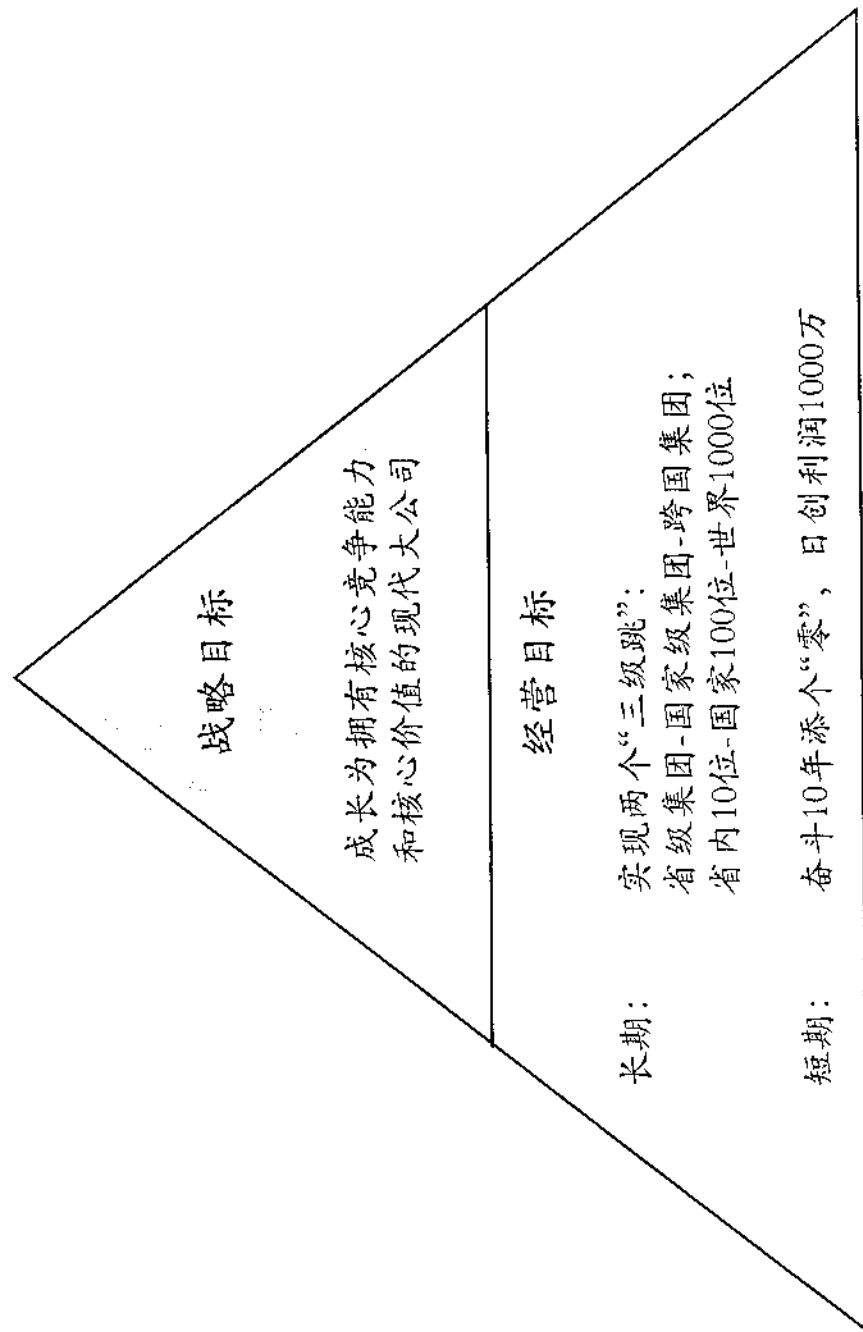 战略目标
成长为拥有核心竞争能力
和核心价值的现代大公司
经营目标
长期： 实现两个“三级跳”：
省级集团-国家级集团-跨国集团；
省内10位-国家100位-世界1000位
短期： 奋斗10年添个“零”，日创利润1000万